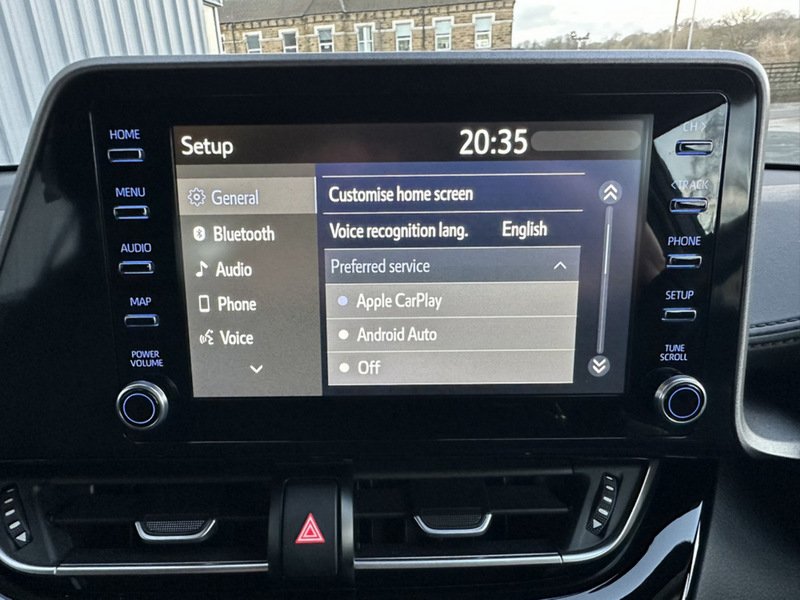 HOME
MENU
AUDIO
MAP
POWER
VOLUME
Setup 20:35
General
Bluetooth
Audio
Phone
Voice
Customise home screen
Voice recognition lang. English
Preferred service
Apple CarPlay
Android Auto
Off
CH >
< TRACK
PHONE
SETUP
TUNE
SCROLL